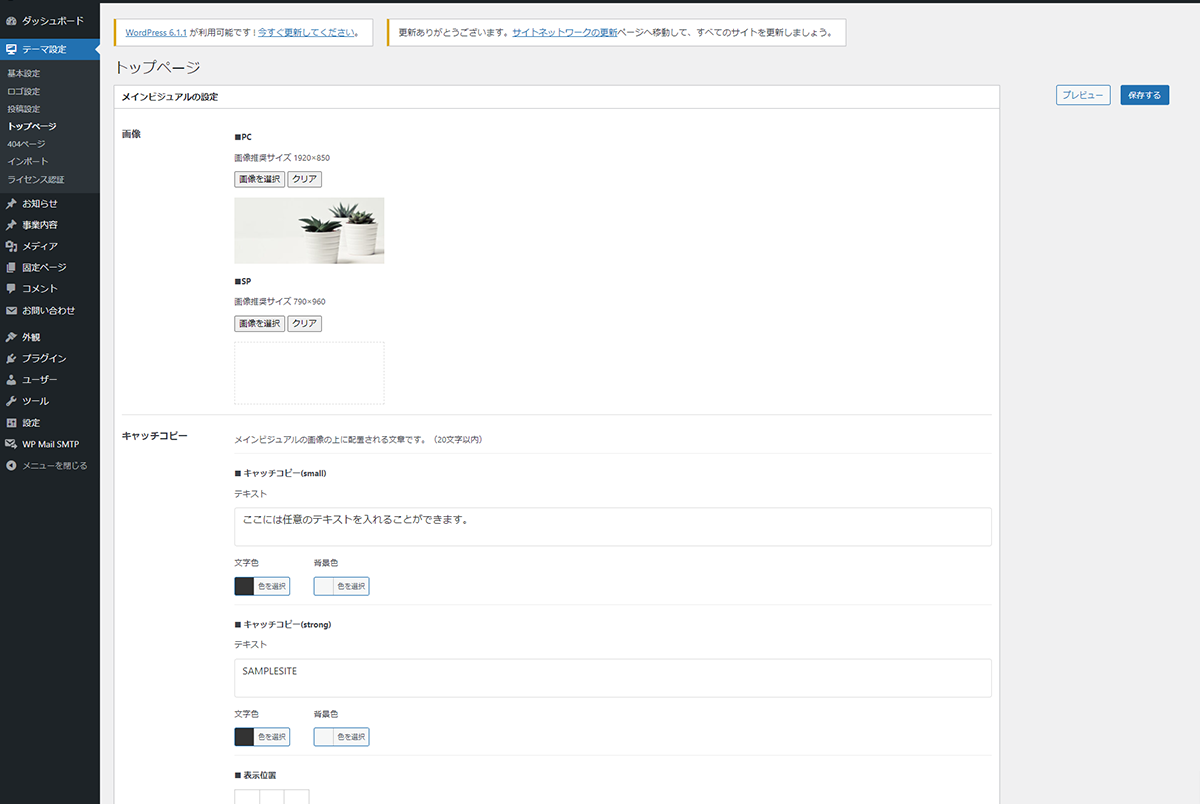 ダッシュボード
テーマ設定
基本設定
ロゴ設定
投稿設定
トップページ
404ページ
インポート
ライセンス認証
お知らせ
事業内容
メディア
固定ページ
コメント
お問い合わせ
外観
プラグイン
ユーザー
ツール
設定
WP Mail SMTP
メニューを閉じる
WordPress 6.1.1 が利用可能です ! 今すぐ更新してください。
更新ありがとうございます。サイトネットワークの更新ページへ移動して、すべてのサイトを更新しましょう。
トップページ
プレビュー 保存する
メインビジュアルの設定
画像
■PC
画像推奨サイズ 1920×850
画像を選択 クリア
■SP
画像推奨サイズ 790×960
画像を選択 クリア
キャッチコピー
メインビジュアルの画像の上に配置される文章です。（20文字以内）
■ キャッチコピー(small)
テキスト
ここには任意のテキストを入れることができます。
文字色 背景色
色を選択 色を選択
■ キャッチコピー(strong)
テキスト
SAMPLESITE
文字色 背景色
色を選択 色を選択
■ 表示位置